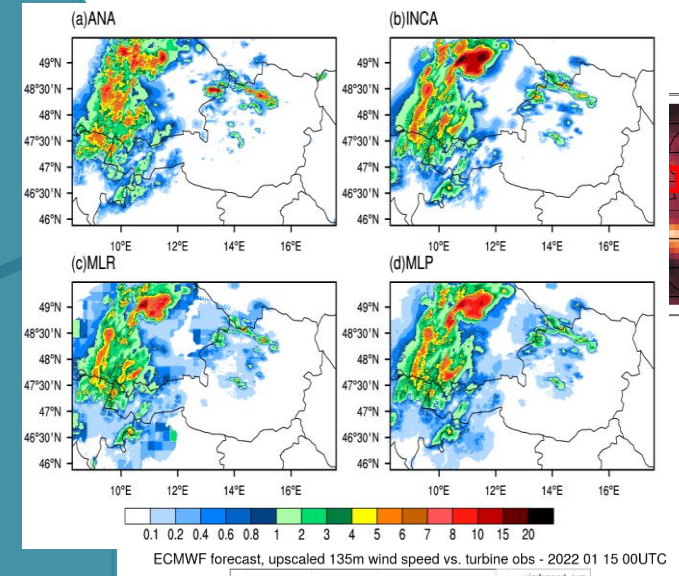 (a)ANA
(b)INCA
49°N
48°30'N
48°N
47°30'N
47°N
46°30'N
46°N
49°N
48°30'N
48°N
47°30'N
47°N
46°30'N
46°N
10°E 12°E 14°E 16°E
10°E 12°E 14°E 16°E
(c)MLR
(d)MLP
49°N
48°30'N
48°N
47°30'N
47°N
46°30'N
46°N
49°N
48°30'N
48°N
47°30'N
47°N
46°30'N
46°N
10°E 12°E 14°E 16°E
10°E 12°E 14°E 16°E
0.1 0.2 0.4 0.6 0.8 1 2 3 4 5 6 7 8 10 15 20
ECMWF forecast, upscaled 135m wind speed vs. turbine obs - 2022 01 15 00UTC